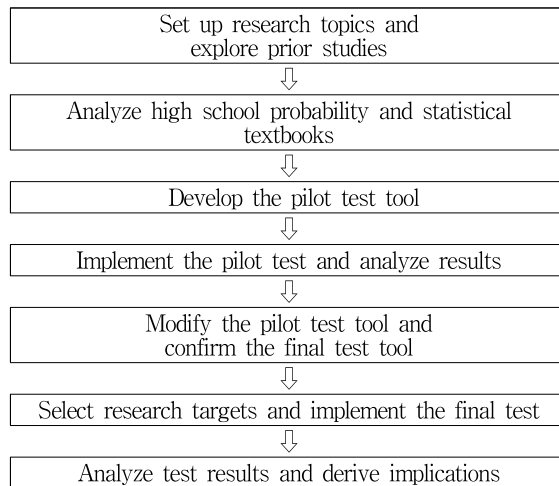 Set up research topics and
explore prior studies
Analyze high school probability and statistical
textbooks
Develop the pilot test tool
Implement the pilot test and analyze results
Modify the pilot test tool and
confirm the final test tool
Select research targets and implement the final test
Analyze test results and derive implications